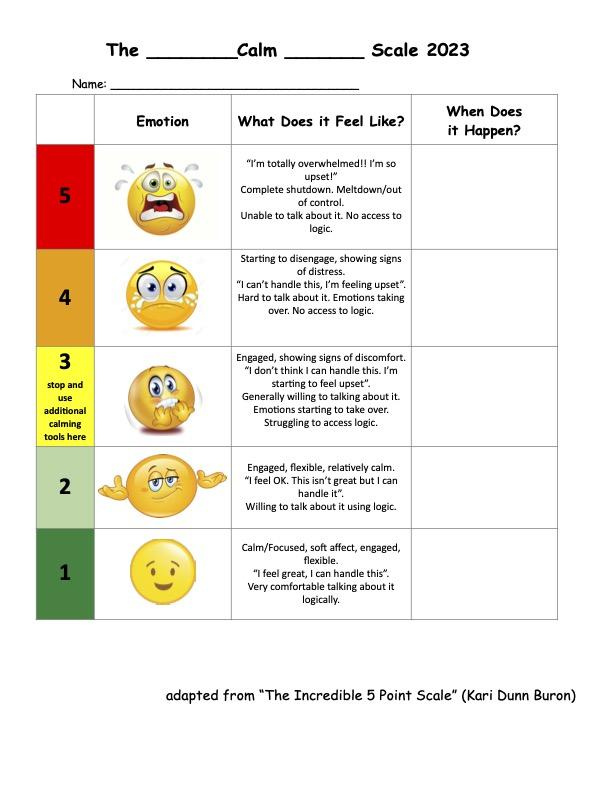 The ________Calm _______ Scale 2023
Name: ___________________________________
Emotion
What Does it Feel Like?
When Does
it Happen?
5
“I’m totally overwhelmed!! I’m so
upset!”
Complete shutdown. Meltdown/out
of control.
Unable to talk about it. No access to
logic.
4
Starting to disengage, showing signs
of distress.
“I can’t handle this, I’m feeling upset”.
Hard to talk about it. Emotions taking
over. No access to logic.
3
stop and
use
additional
calming
tools here
Engaged, showing signs of discomfort.
“I don’t think I can handle this. I’m
starting to feel upset”.
Generally willing to talking about it.
Emotions starting to take over.
Struggling to access logic.
2
Engaged, flexible, relatively calm.
“I feel OK. This isn’t great but I can
handle it”.
Willing to talk about it using logic.
1
Calm/Focused, soft affect, engaged,
flexible.
“I feel great, I can handle this”.
Very comfortable talking about it
logically.
adapted from “The Incredible 5 Point Scale” (Kari Dunn Buron)